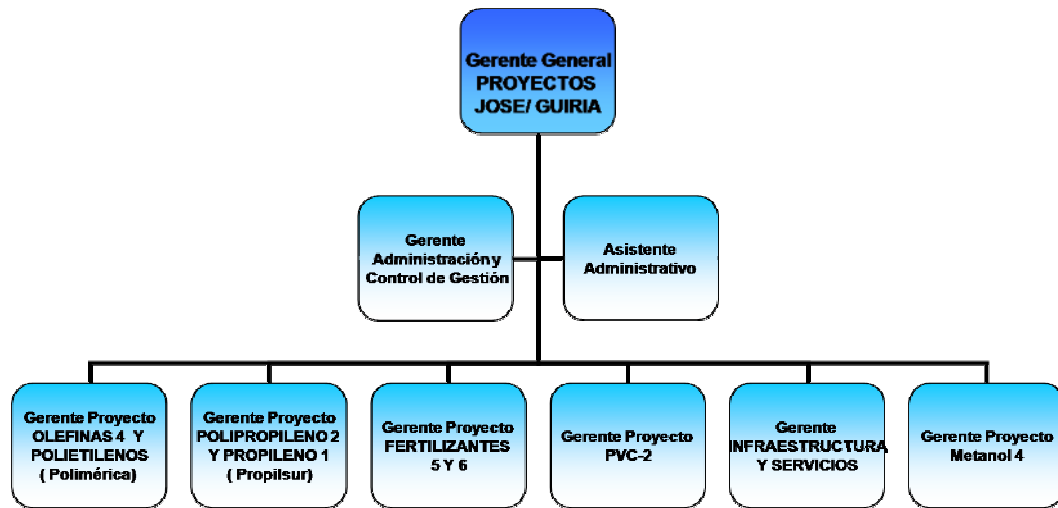 Gerente General
PROYECTOS
JOSE/ GUIRIA
Gerente
Administración y
Control de Gestión
Asistente
Administrativo
Gerente Proyecto
OLEFINAS 4 Y
POLIETILENOS
( Polimérica)
Gerente Proyecto
POLIPROPILENO 2
Y PROPILENO 1
( Propilsur)
Gerente Proyecto
FERTILIZANTES
5 Y 6
Gerente Proyecto
PVC-2
Gerente
INFRAESTRUCTURA
Y SERVICIOS
Gerente Proyecto
Metanol 4